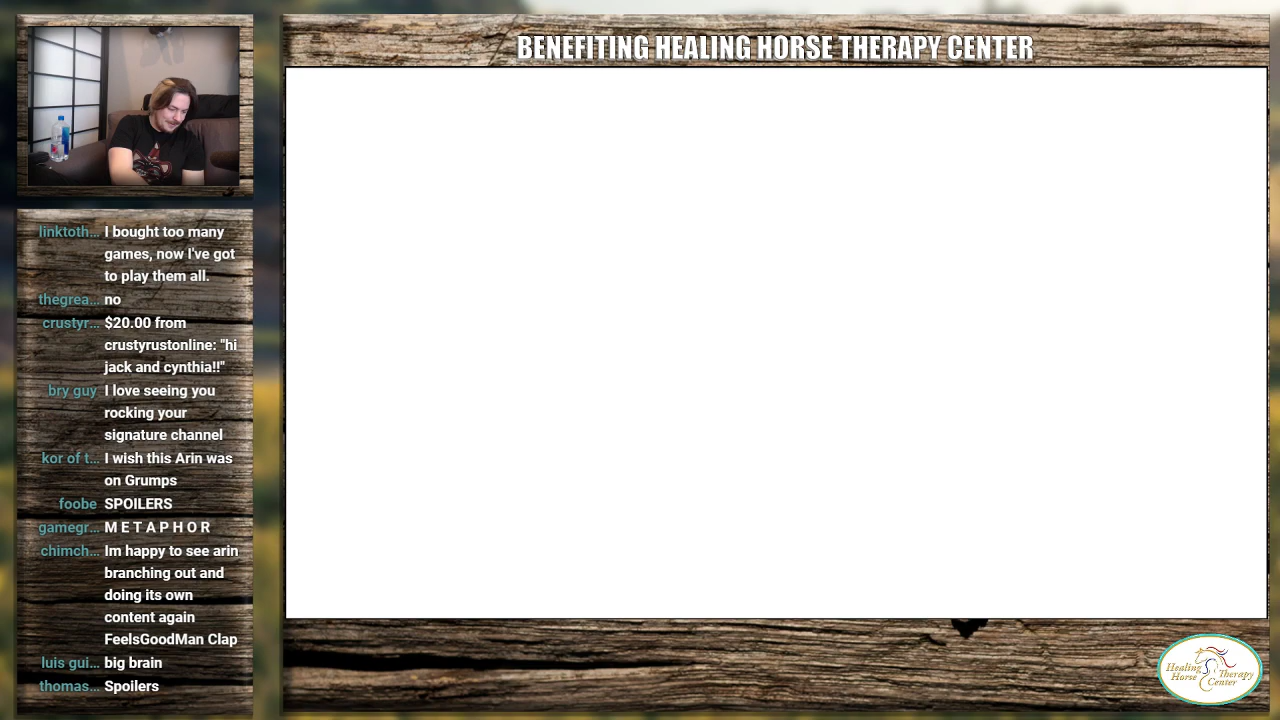 BENEFITING HEALING HORSE THERAPY CENTER
linktoth... I bought too many
games, now I've got
to play them all.
thegrea... no
crustyr... $20.00 from
crustyrustonline: "hi
jack and cynthia!!"
bry guy I love seeing you
rocking your
signature channel
kor of t... I wish this Arin was
on Grumps
foobe SPOILERS
gamegr... M E T A P H O R
chimch... Im happy to see arin
branching out and
doing its own
content again
FeelsGoodMan Clap
luis gui... big brain
thomas... Spoilers
Healing Therapy
Horse Center